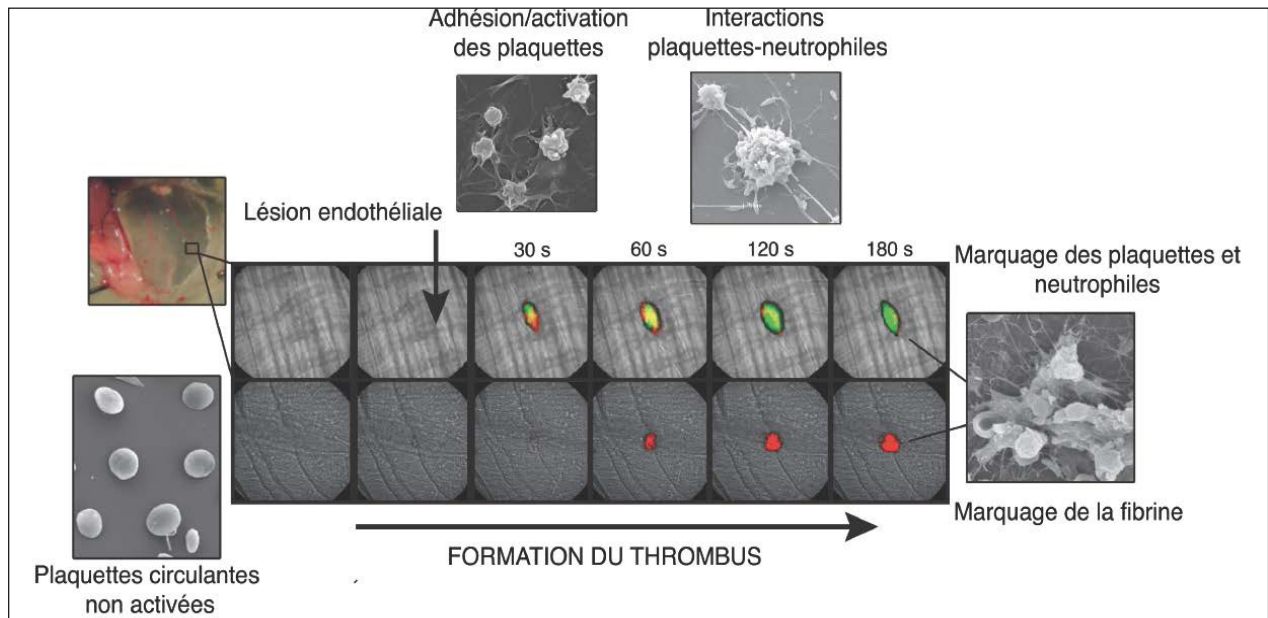 Adhésion/activation
des plaquettes
Interactions
plaquettes-neutrophiles
Lésion endothéliale
30 s
60 s
120 s
180 s
Marquage des plaquettes et
neutrophiles
Marquage de la fibrine
FORMATION DU THROMBUS
Plaquettes circulantes
non activées